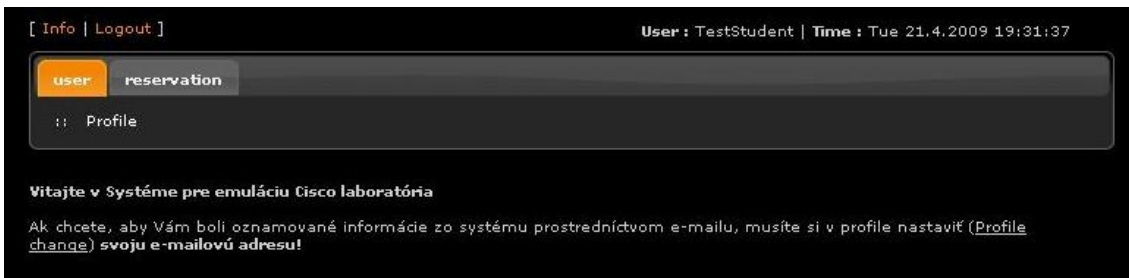 [ Info | Logout ]
User : TestStudent | Time : Tue 21.4.2009 19:31:37
user reservation
:: Profile
Vitajte v Systéme pre emuláciu Cisco laboratória
Ak chcete, aby Vám boli oznamované informácie zo systému prostredníctvom e-mailu, musíte si v profile nastaviť (Profile
change) svoju e-mailovú adresu!